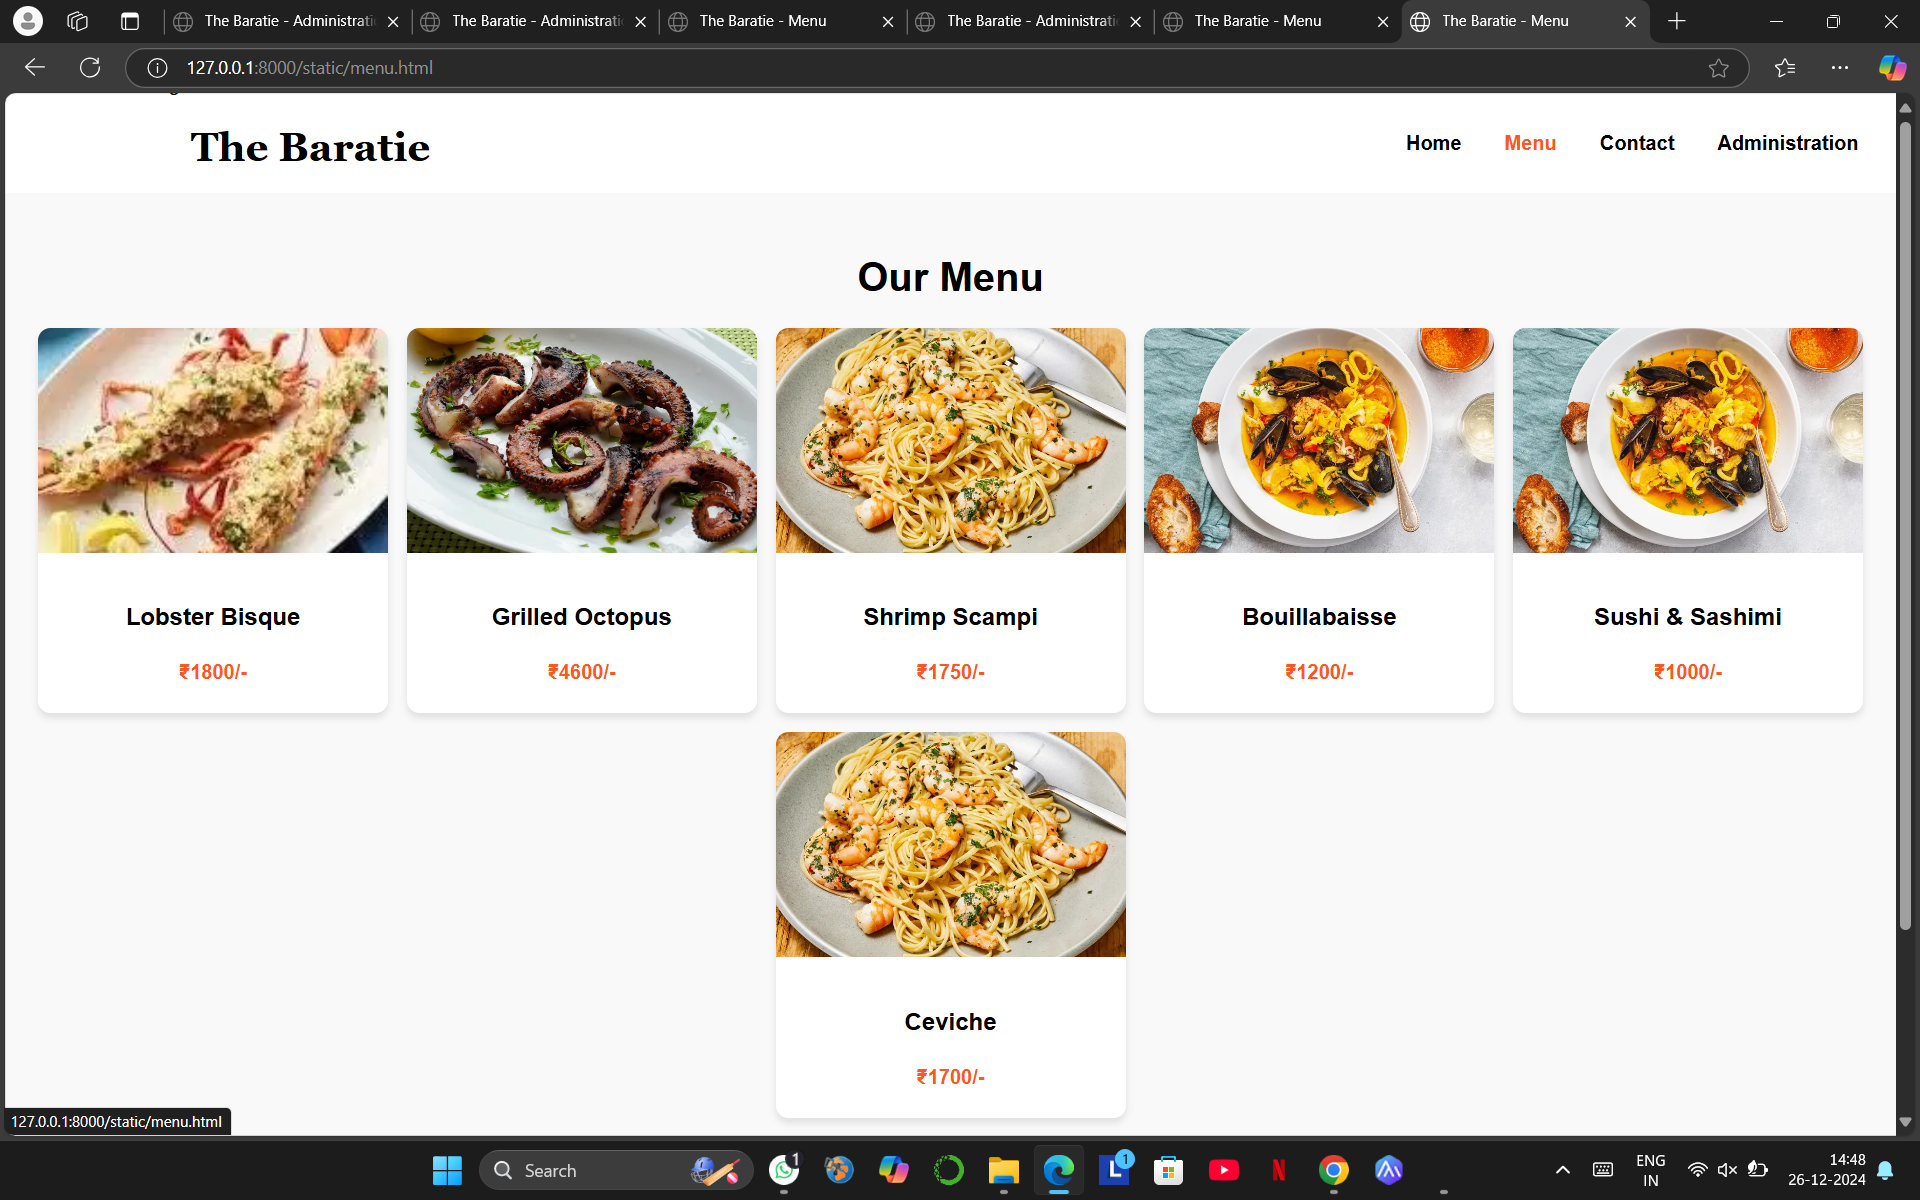 The Baratie - Administrati
The Baratie - Administrati
The Baratie - Menu
The Baratie - Administrati
The Baratie - Menu
The Baratie - Menu
127.0.0.1:8000/static/menu.html
The Baratie
Home
Menu
Contact
Administration
Our Menu
Lobster Bisque
₹1800/-
Grilled Octopus
₹4600/-
Shrimp Scampi
₹1750/-
Bouillabaisse
₹1200/-
Sushi & Sashimi
₹1000/-
Ceviche
₹1700/-
127.0.0.1:8000/static/menu.html
Search
1
L
1
N
ENG
IN
14:48
26-12-2024